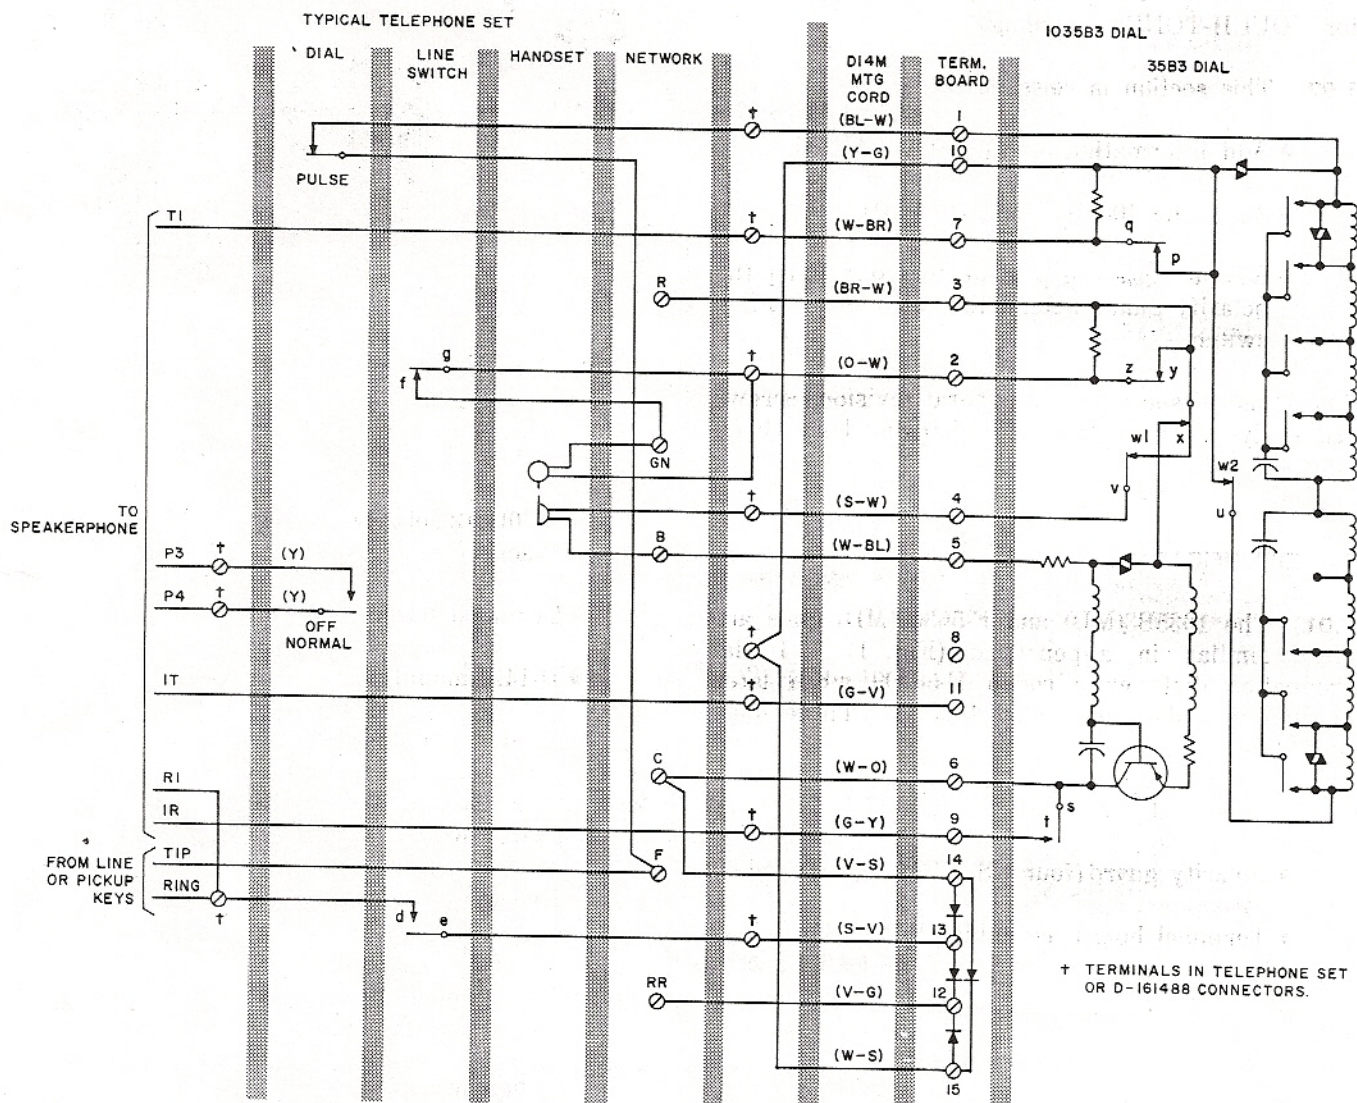 TYPICAL TELEPHONE SET
DIAL
LINE SWITCH
HANDSET
NETWORK
D14M MTG CORD
TERM. BOARD
1035B3 DIAL
35B3 DIAL
†
(BL-W)
1
(Y-G)
10
PULSE
T1
†
(W-BR)
7
q
p
R
(BR-W)
3
g
f
†
(O-W)
2
z
y
GN
w1
x
v
w2
u
†
(S-W)
4
B
(W-BL)
5
TO SPEAKERPHONE
P3
†
(Y)
P4
†
(Y)
OFF NORMAL
†
8
1T
†
(G-V)
11
R1
C
(W-O)
6
s
1R
†
(G-Y)
9
t
FROM LINE OR PICKUP KEYS
TIP
F
(V-S)
14
RING
†
d
e
†
(S-V)
13
RR
(V-G)
12
(W-S)
15
† TERMINALS IN TELEPHONE SET
OR D-161488 CONNECTORS.